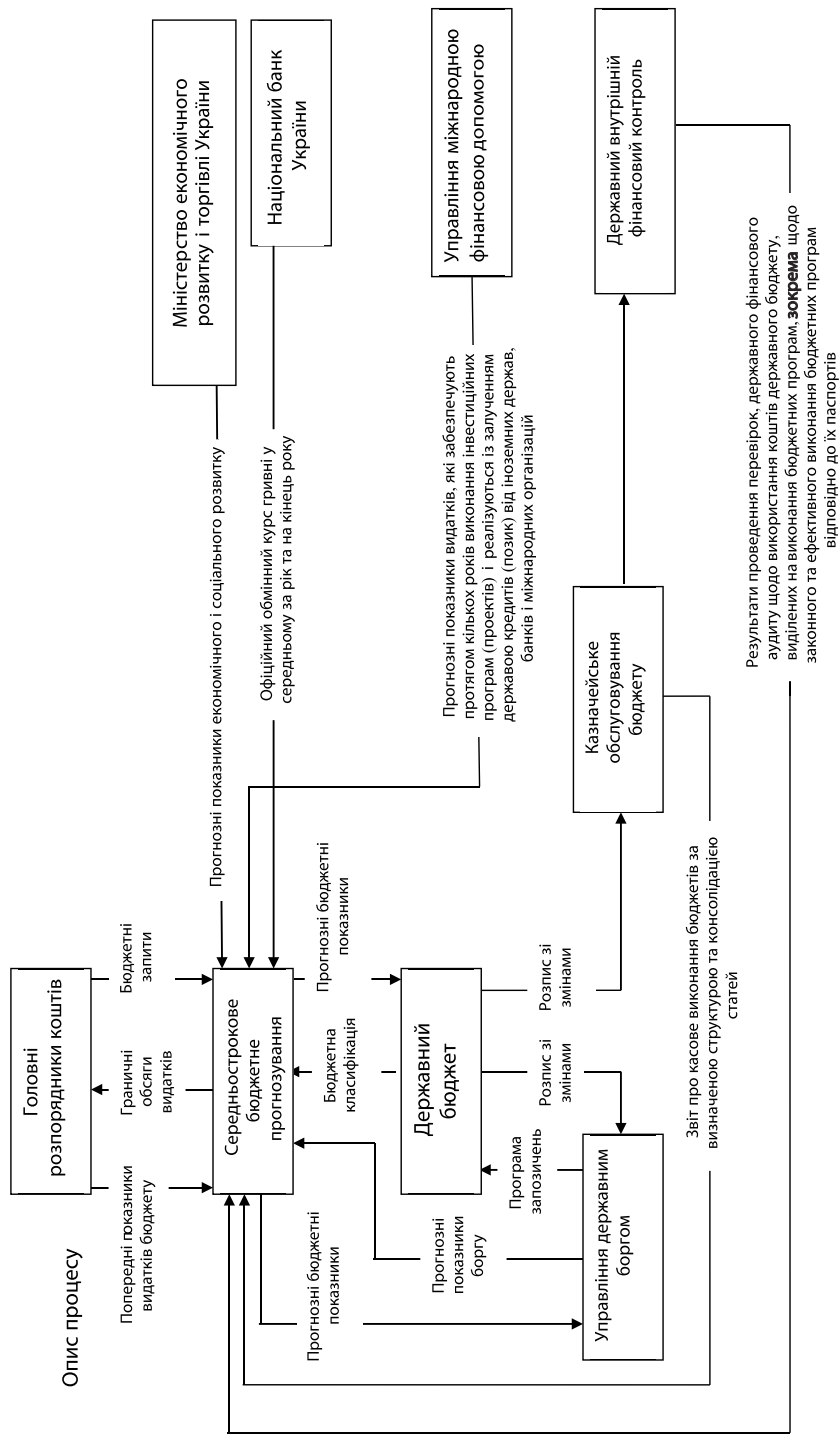 Опис процесу
Головні
розпорядники коштів
Попередні показники
видатків бюджету
Граничні
обсяги
видатків
Бюджетні
запити
Середньострокове
бюджетне
прогнозування
Прогнозні показники економічного і соціального розвитку
Міністерство економічного
розвитку і торгівлі України
Офіційний обмінний курс гривні у
середньому за рік та на кінець року
Національний банк
України
Прогнозні бюджетні
показники
Прогнозні
показники
боргу
Бюджетна
класифікація
Прогнозні бюджетні
показники
Державний
бюджет
Прогнозні показники видатків, які забезпечують
протягом кількох років виконання інвестиційних
програм (проектів) і реалізуються із залученням
державою кредитів (позик) від іноземних держав,
банків і міжнародних організацій
Управління міжнародною
фінансовою допомогою
Програма
запозичень
Розпис зі
змінами
Розпис зі
змінами
Управління державним
боргом
Казначейське
обслуговування
бюджету
Державний внутрішній
фінансовий контроль
Звіт про касове виконання бюджетів за
визначеною структурою та консолідацією
статей
Результати проведення перевірок, державного фінансового
аудиту щодо використання коштів державного бюджету,
виділених на виконання бюджетних програм, зокрема щодо
законного та ефективного виконання бюджетних програм
відповідно до їх паспортів